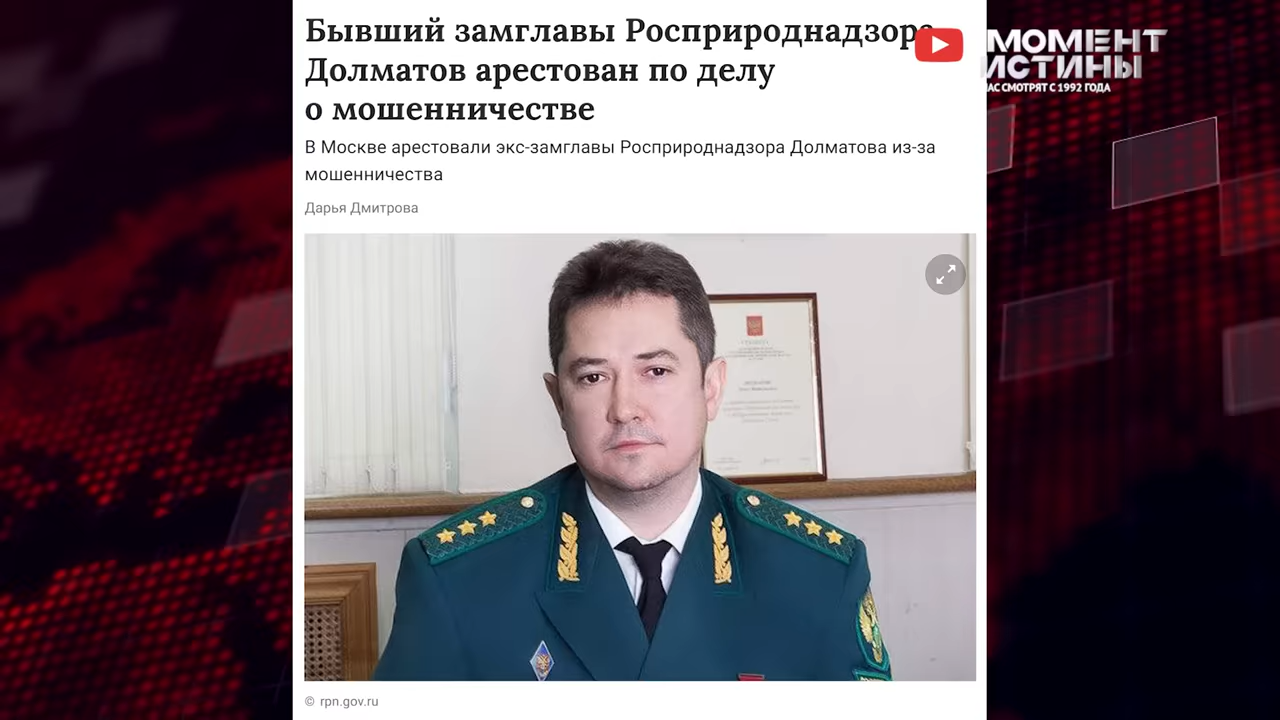 Бывший замглавы Росприроднадзора
Долматов арестован по делу
о мошенничестве
В Москве арестовали экс-замглавы Росприроднадзора Долматова из-за
мошенничества
Дарья Дмитрова
© rpn.gov.ru
МОМЕНТ
ИСТИНЫ
НАС СМОТРЯТ С 1992 ГОДА